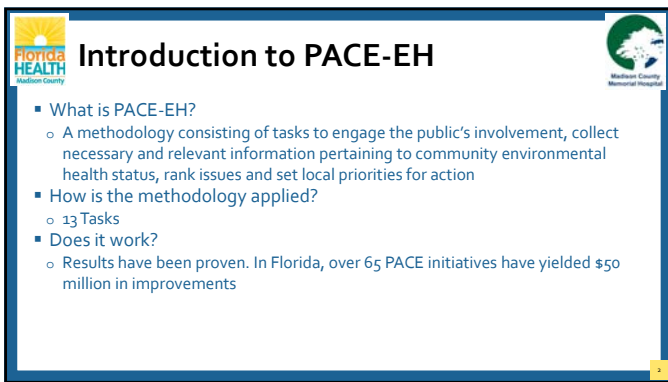 Florida
HEALTH
Madison County
Introduction to PACE-EH
Madison County
Memorial Hospital
▪ What is PACE-EH?
o A methodology consisting of tasks to engage the public's involvement, collect
necessary and relevant information pertaining to community environmental
health status, rank issues and set local priorities for action
▪ How is the methodology applied?
o 13 Tasks
▪ Does it work?
o Results have been proven. In Florida, over 65 PACE initiatives have yielded $50
million in improvements
2